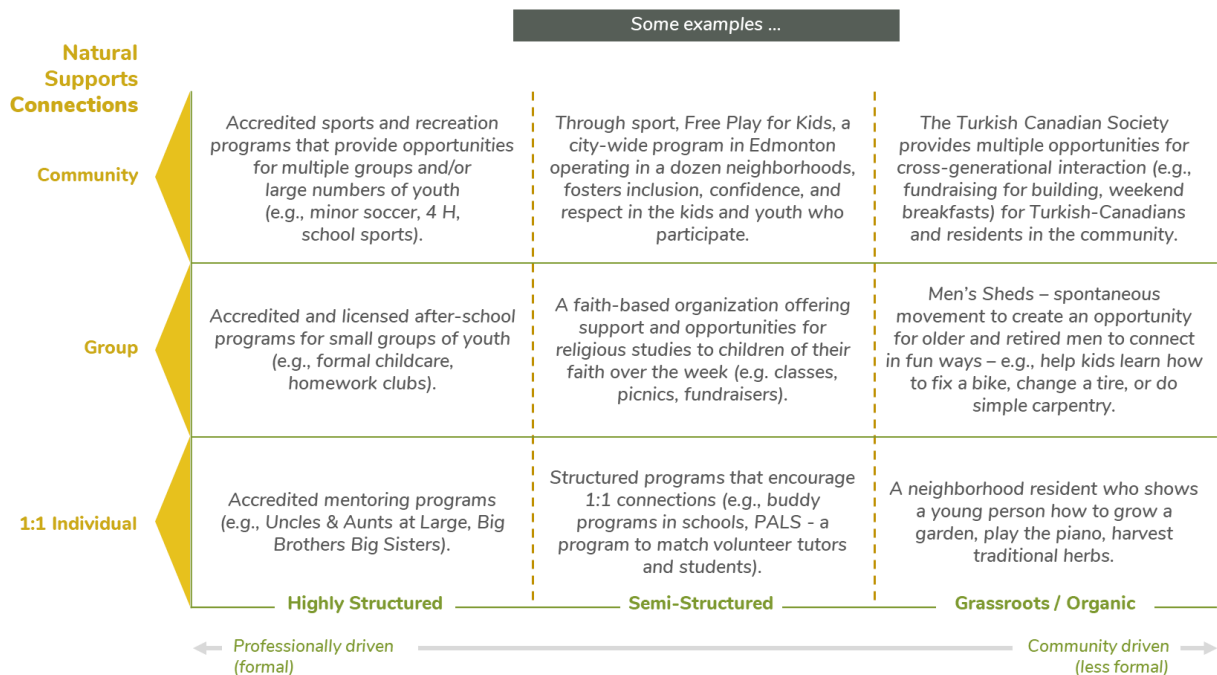 Some examples ...
Natural
Supports
Connections
Community
Accredited sports and recreation
programs that provide opportunities
for multiple groups and/or
large numbers of youth
(e.g., minor soccer, 4 H,
school sports).
Through sport, Free Play for Kids, a
city-wide program in Edmonton
operating in a dozen neighborhoods,
fosters inclusion, confidence, and
respect in the kids and youth who
participate.
The Turkish Canadian Society
provides multiple opportunities for
cross-generational interaction (e.g.,
fundraising for building, weekend
breakfasts) for Turkish-Canadians
and residents in the community.
Group
Accredited and licensed after-school
programs for small groups of youth
(e.g., formal childcare,
homework clubs).
A faith-based organization offering
support and opportunities for
religious studies to children of their
faith over the week (e.g. classes,
picnics, fundraisers).
Men's Sheds – spontaneous
movement to create an opportunity
for older and retired men to connect
in fun ways – e.g., help kids learn how
to fix a bike, change a tire, or do
simple carpentry.
1:1 Individual
Accredited mentoring programs
(e.g., Uncles & Aunts at Large, Big
Brothers Big Sisters).
Structured programs that encourage
1:1 connections (e.g., buddy
programs in schools, PALS - a
program to match volunteer tutors
and students).
A neighborhood resident who shows
a young person how to grow a
garden, play the piano, harvest
traditional herbs.
Highly Structured
Semi-Structured
Grassroots / Organic
Professionally driven
(formal)
Community driven
(less formal)